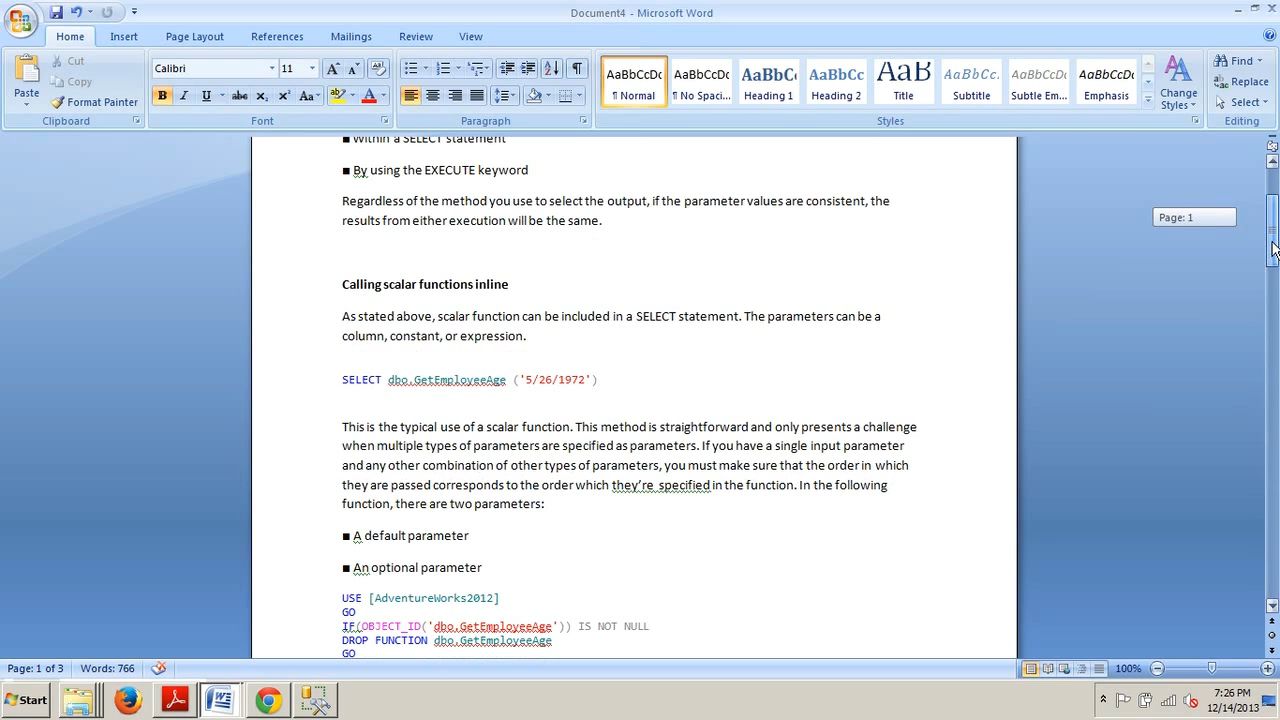 Document4 - Microsoft Word
Home Insert Page Layout References Mailings Review View
Paste
Cut
Copy
Format Painter
Clipboard
Calibri 11
B I U abc x₂ x² Aa ab A
Font
Paragraph
AaBbCcDc AaBbCcDc AaBbC AaBbCc AaB AaBbCc. AaBbCcDc AaBbCcDc
¶ Normal ¶ No Spaci... Heading 1 Heading 2 Title Subtitle Subtle Em... Emphasis
Styles
Change
Styles
Find
Replace
Select
Editing
■ Within a SELECT statement
■ By using the EXECUTE keyword
Regardless of the method you use to select the output, if the parameter values are consistent, the
results from either execution will be the same.
Page: 1
Calling scalar functions inline
As stated above, scalar function can be included in a SELECT statement. The parameters can be a
column, constant, or expression.
SELECT dbo.GetEmployeeAge ('5/26/1972')
This is the typical use of a scalar function. This method is straightforward and only presents a challenge
when multiple types of parameters are specified as parameters. If you have a single input parameter
and any other combination of other types of parameters, you must make sure that the order in which
they are passed corresponds to the order which they're specified in the function. In the following
function, there are two parameters:
■ A default parameter
■ An optional parameter
USE [AdventureWorks2012]
GO
IF(OBJECT_ID('dbo.GetEmployeeAge')) IS NOT NULL
DROP FUNCTION dbo.GetEmployeeAge
GO
Page: 1 of 3 Words: 766 100%
Start 7:26 PM
12/14/2013